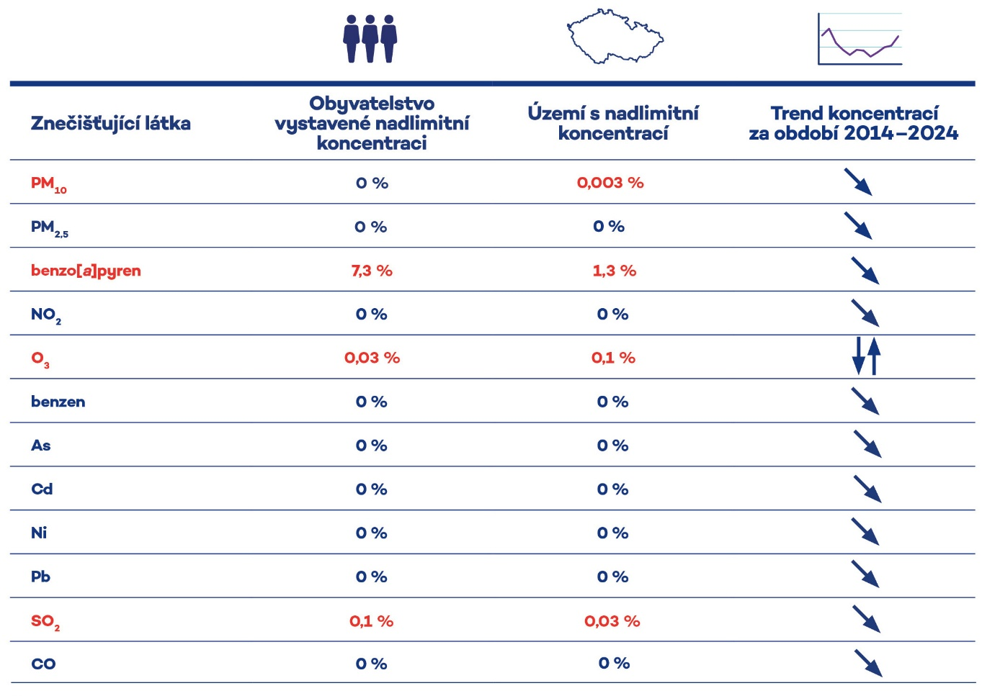 Znečišťující látka
Obyvatelstvo
vystavené nadlimitní
koncentraci
Území s nadlimitní
koncentrací
Trend koncentrací
za období 2014–2024
PM10 0 % 0,003 %
PM2,5 0 % 0 %
benzo[a]pyren 7,3 % 1,3 %
NO2 0 % 0 %
O3 0,03 % 0,1 %
benzen 0 % 0 %
As 0 % 0 %
Cd 0 % 0 %
Ni 0 % 0 %
Pb 0 % 0 %
SO2 0,1 % 0,03 %
CO 0 % 0 %